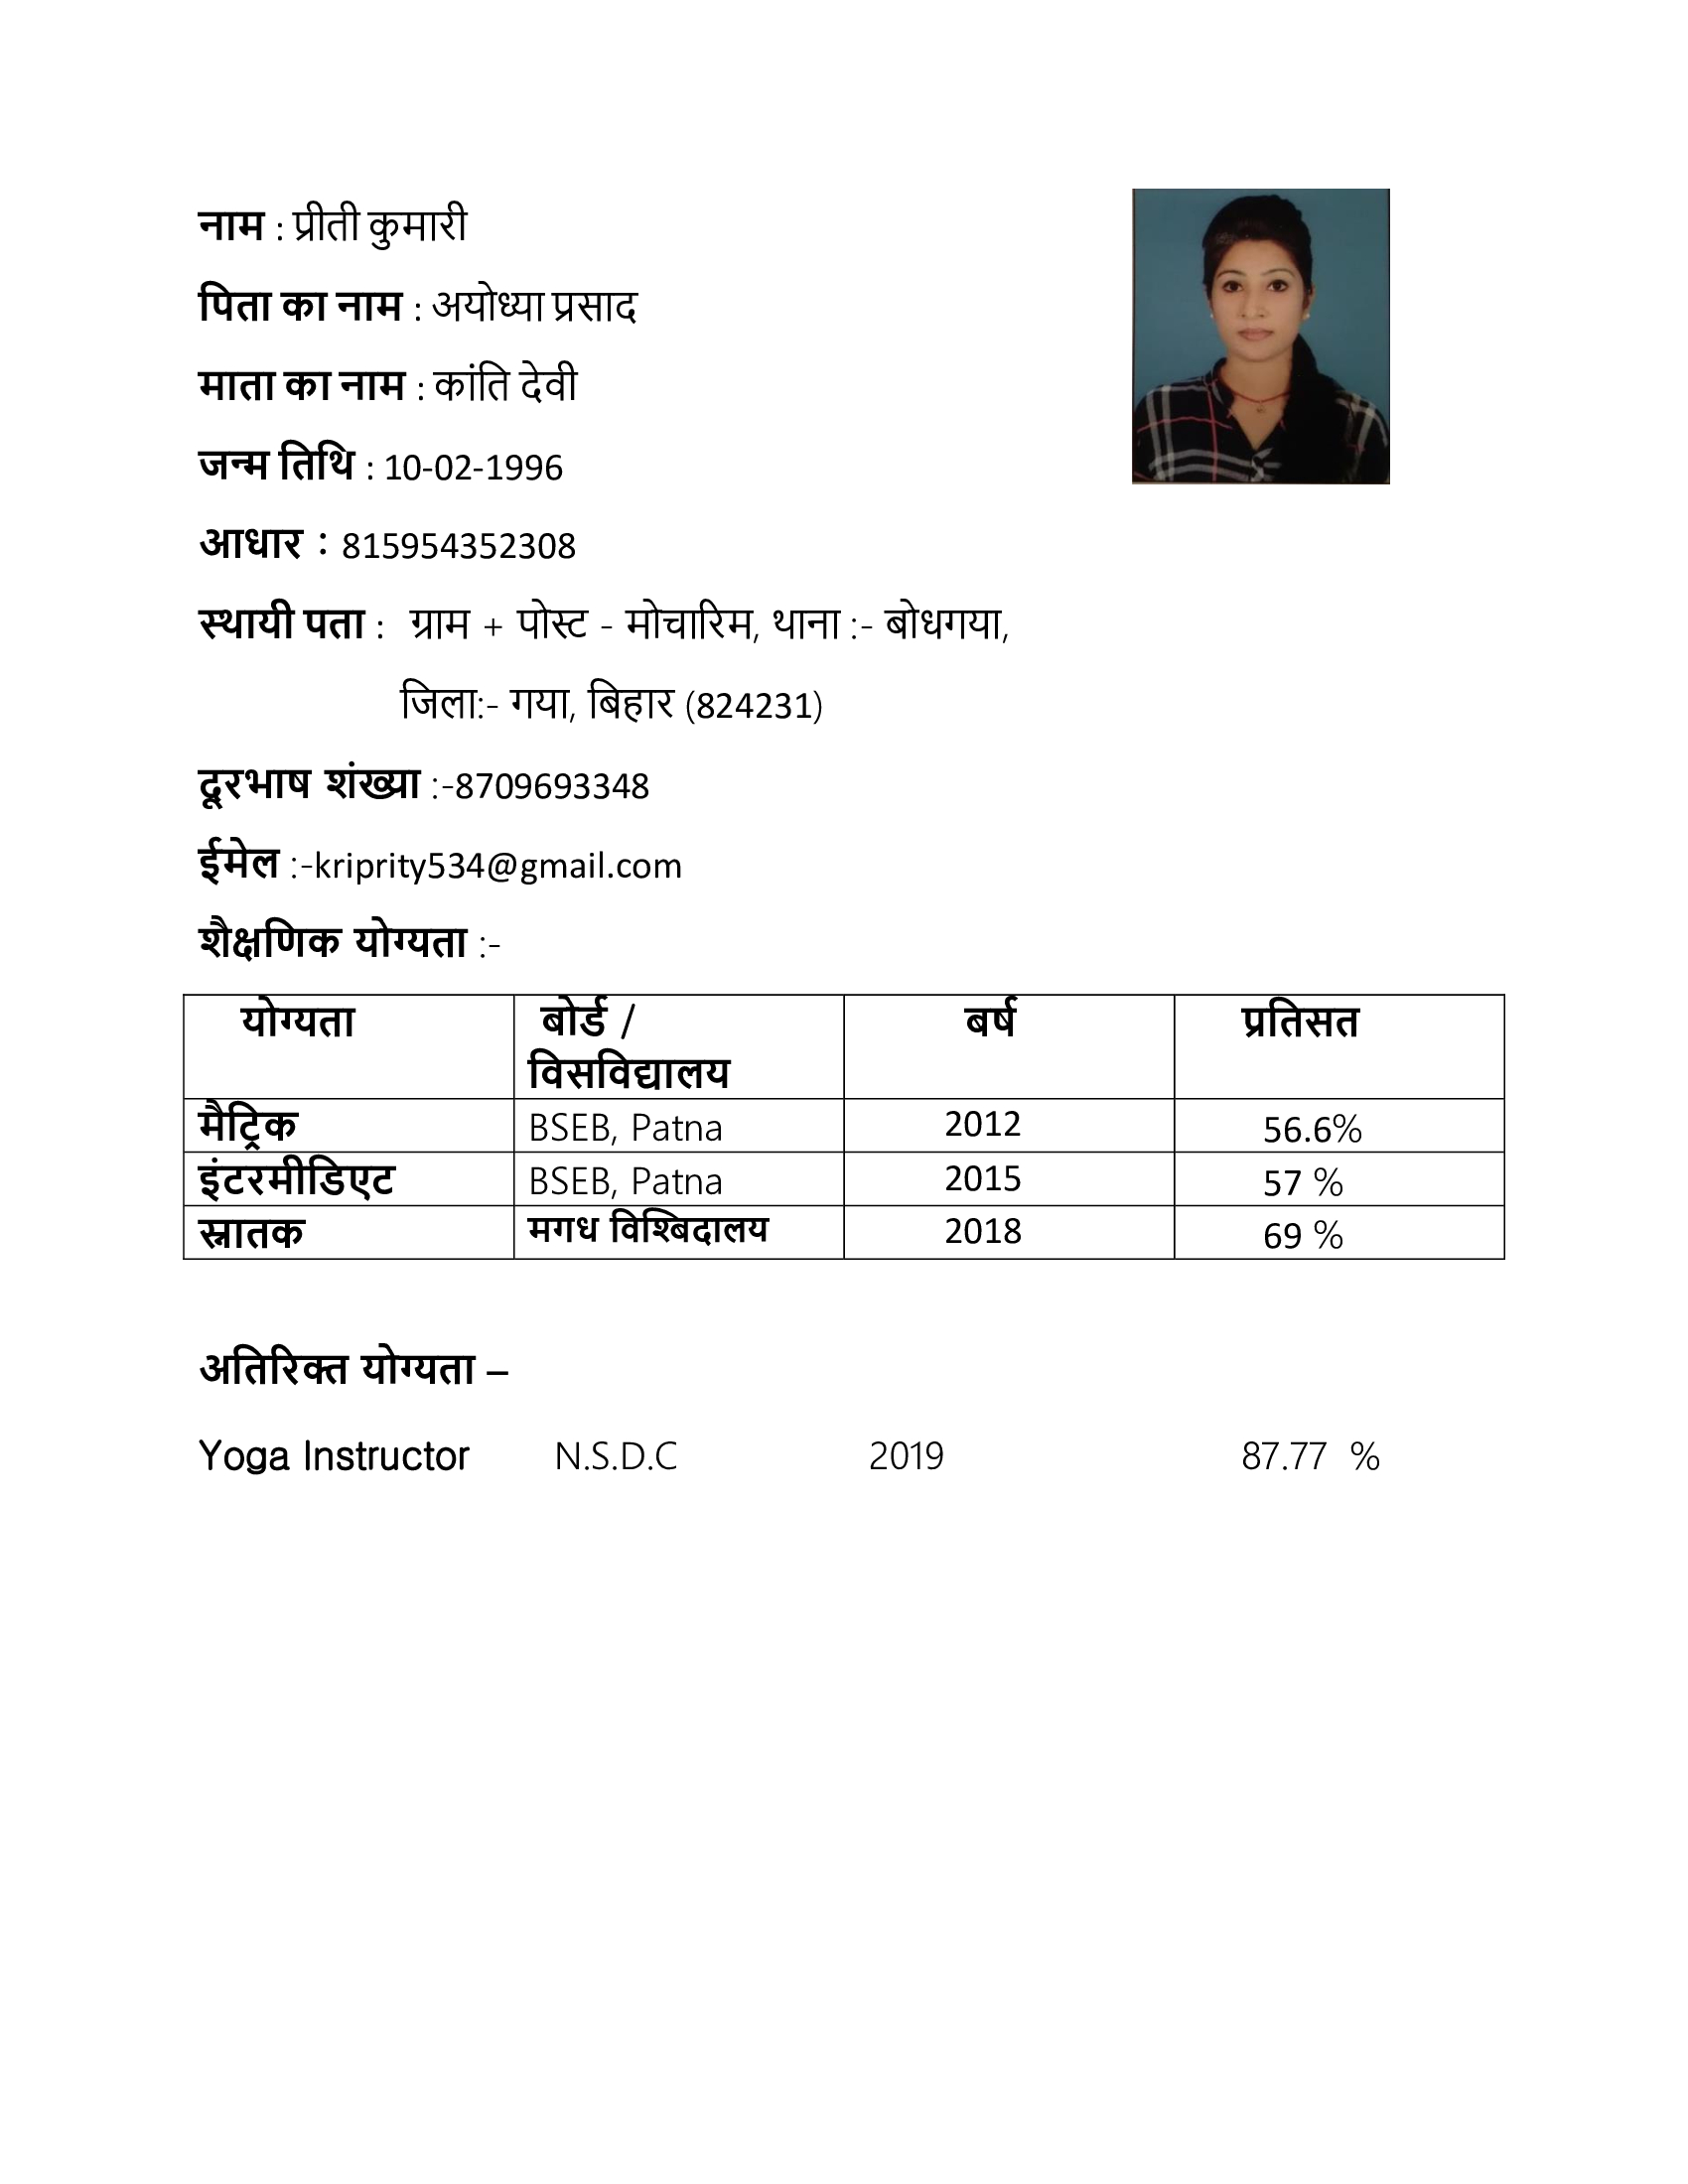 नाम : प्रीती कुमारी
पिता का नाम : अयोध्या प्रसाद
माता का नाम : कांति देवी
जन्म तिथि : 10-02-1996
आधार : 815954352308
स्थायी पता : ग्राम + पोस्ट - मोचारिम, थाना :- बोधगया,
जिला:- गया, बिहार (824231)
दूरभाष शंख्या :-8709693348
ईमेल :-kriprity534@gmail.com
शैक्षणिक योग्यता :-
योग्यता बोर्ड / बर्ष प्रतिसत
विसविद्यालय
मैट्रिक BSEB, Patna 2012 56.6%
इंटरमीडिएट BSEB, Patna 2015 57 %
स्नातक मगध विश्बिदालय 2018 69 %
अतिरिक्त योग्यता –
Yoga Instructor N.S.D.C 2019 87.77 %